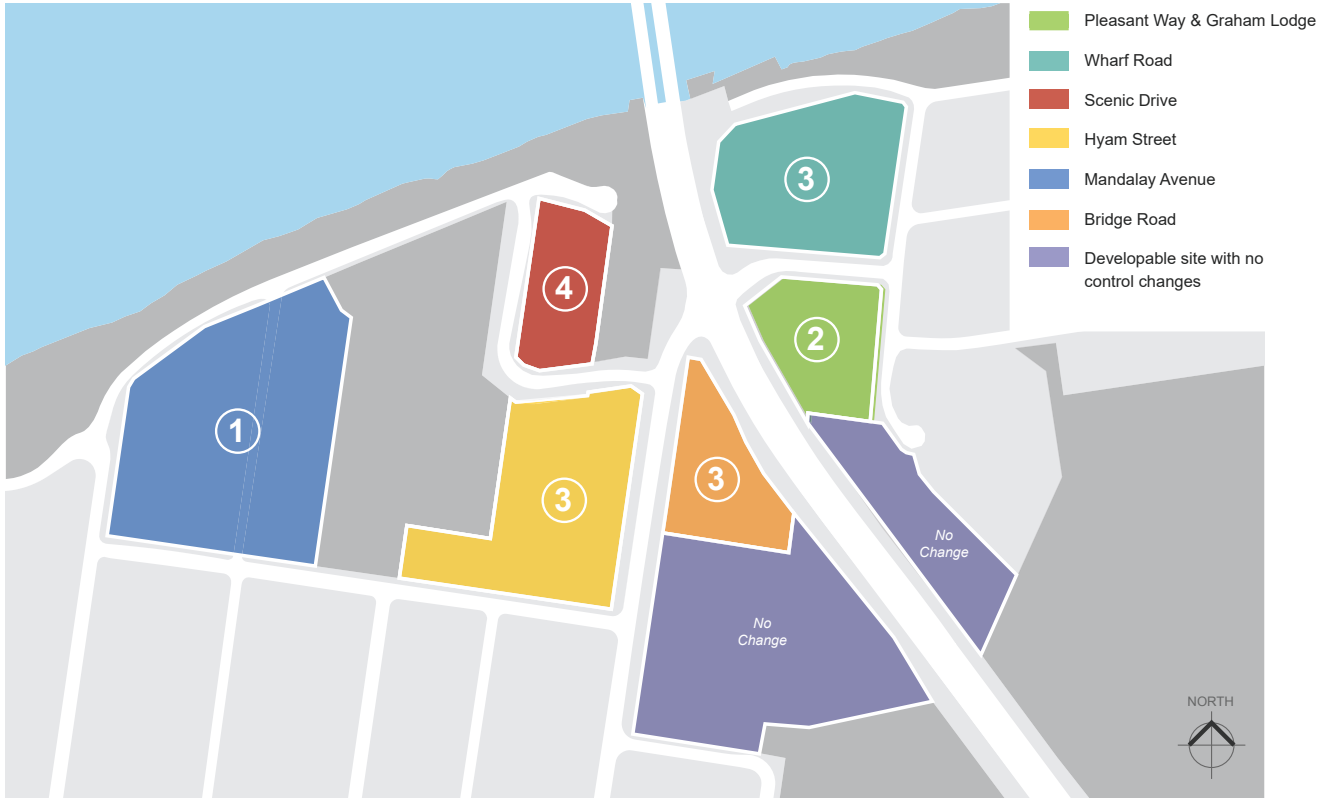 Pleasant Way & Graham Lodge
Wharf Road
Scenic Drive
Hyam Street
Mandalay Avenue
Bridge Road
Developable site with no
control changes
3
4
2
1
3
3
No
Change
No
Change
NORTH